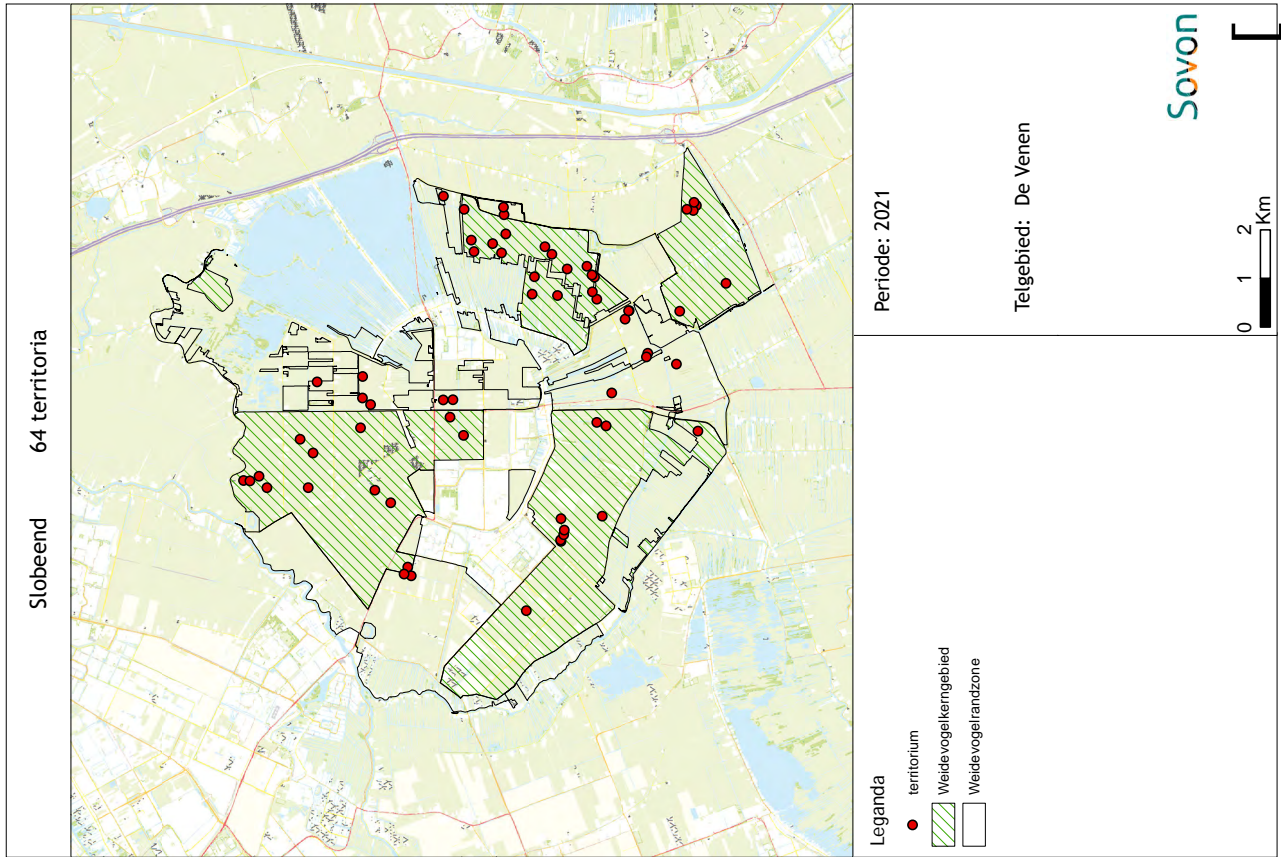 Slobeend 64 territoria
Leganda
territorium
Weidevogelkerngebied
Weidevogelrandzone
Periode: 2021
Telgebied: De Venen
Sovon
0 1 2
Km